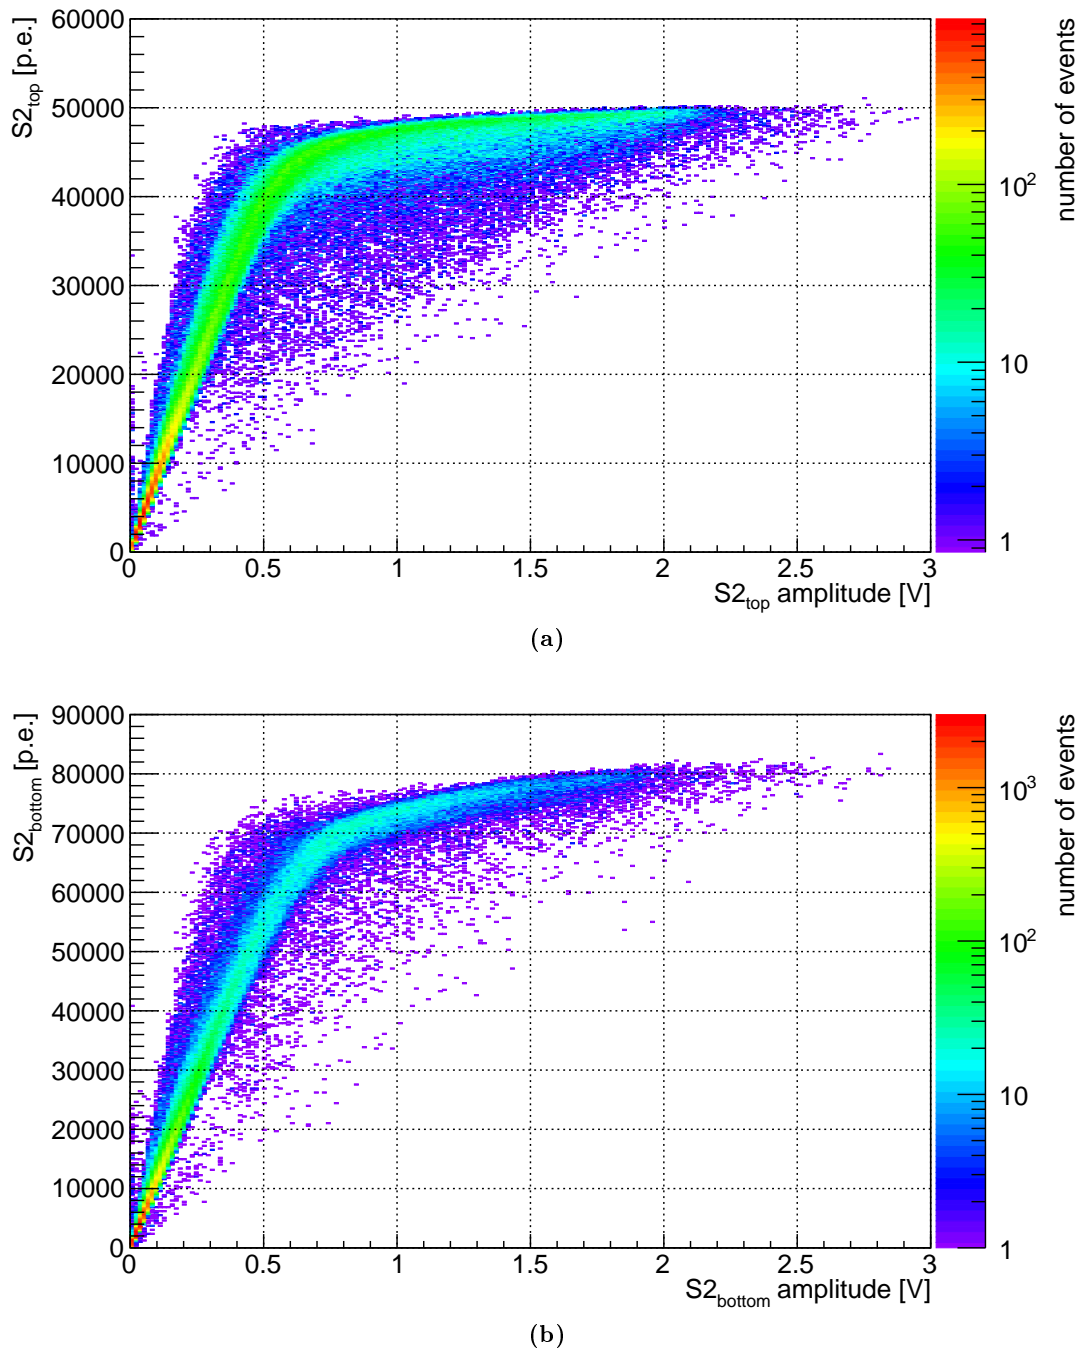 60000
50000
40000
30000
20000
10000
0
S2top [p.e.]
0 0.5 1 1.5 2 2.5 3
S2top amplitude [V]
10²
10
1
number of events
(a)
90000
80000
70000
60000
50000
40000
30000
20000
10000
0
S2bottom [p.e.]
0 0.5 1 1.5 2 2.5 3
S2bottom amplitude [V]
10³
10²
10
1
number of events
(b)